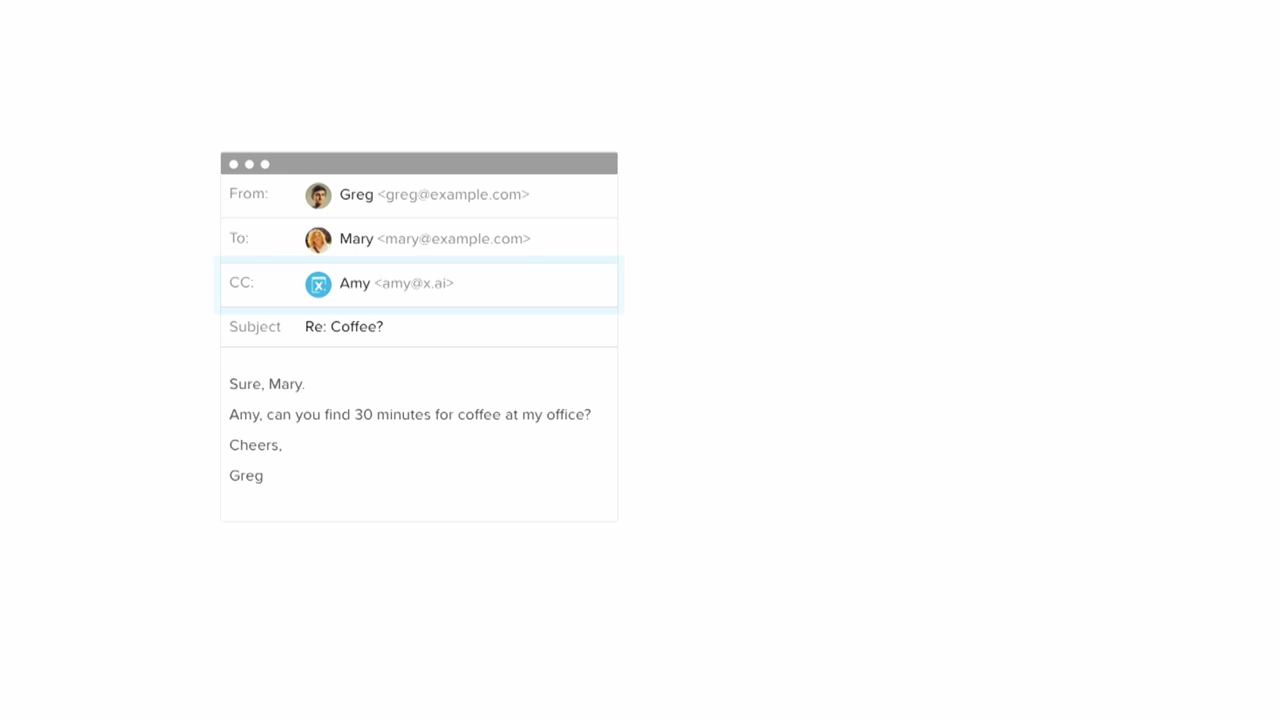 From: Greg <greg@example.com>
To: Mary <mary@example.com>
CC: Amy <amy@x.ai>
Subject Re: Coffee?
Sure, Mary.
Amy, can you find 30 minutes for coffee at my office?
Cheers,
Greg